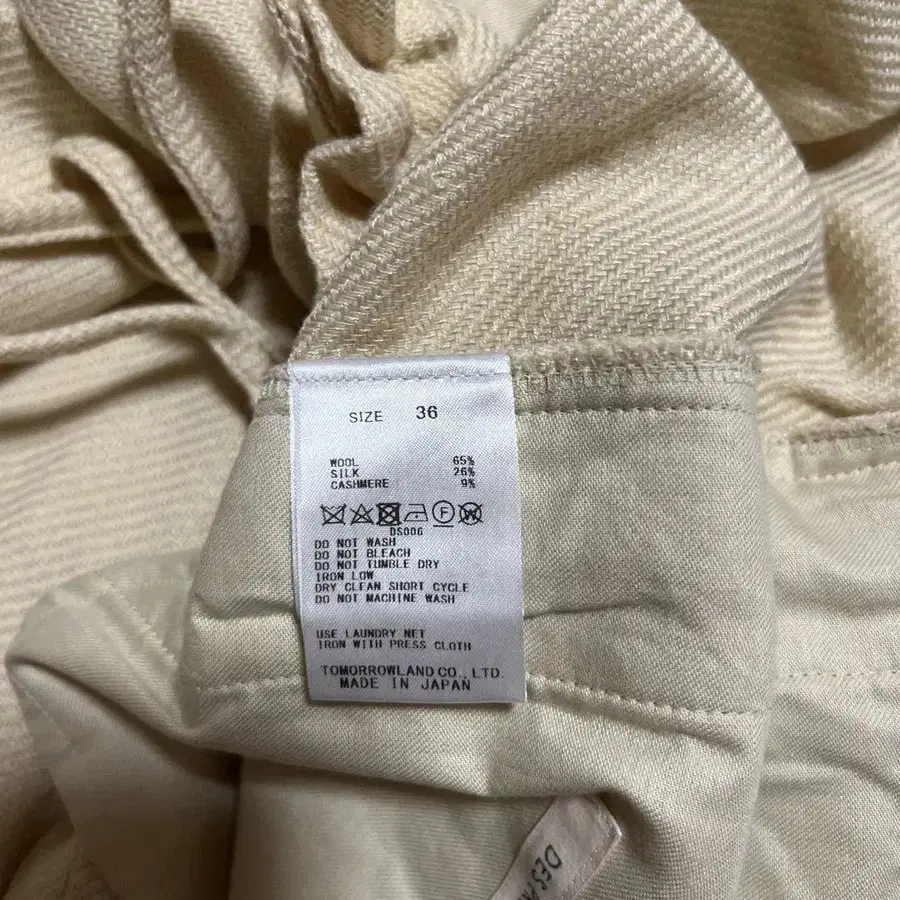 SIZE 36
WOOL 65%
SILK 26%
CASHMERE 9%
F W
DS006
DO NOT WASH
DO NOT BLEACH
DO NOT TUMBLE DRY
IRON LOW
DRY CLEAN SHORT CYCLE
DO NOT MACHINE WASH
USE LAUNDRY NET
IRON WITH PRESS CLOTH
TOMORROWLAND CO., LTD.
MADE IN JAPAN